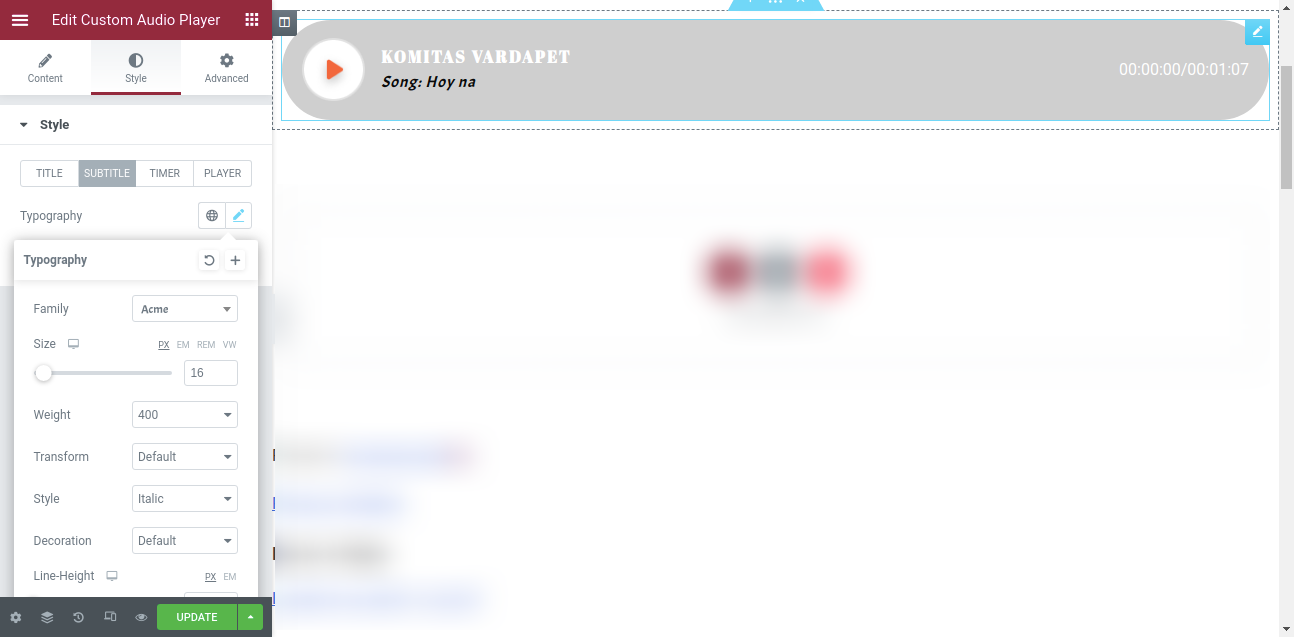 Edit Custom Audio Player
Content
Style
Advanced
Style
TITLE
SUBTITLE
TIMER
PLAYER
Typography
Typography
Family
Acme
Size
PX EM REM VW
16
Weight
400
Transform
Default
Style
Italic
Decoration
Default
Line-Height
PX EM
UPDATE
KOMITAS VARDAPET
Song: Hoy na
00:00:00/00:01:07